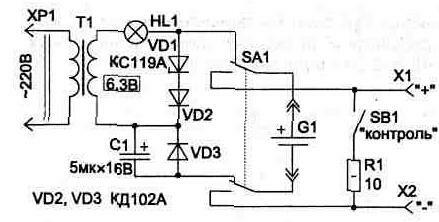 XP1
T1
HL1
VD1
КС119А
SA1
~220В
6,3В
VD2
X1
"+"
SB1
"контроль"
G1
+
C1
+
VD3
5мк×16В
R1
10
X2
"-"
VD2, VD3 КД102А